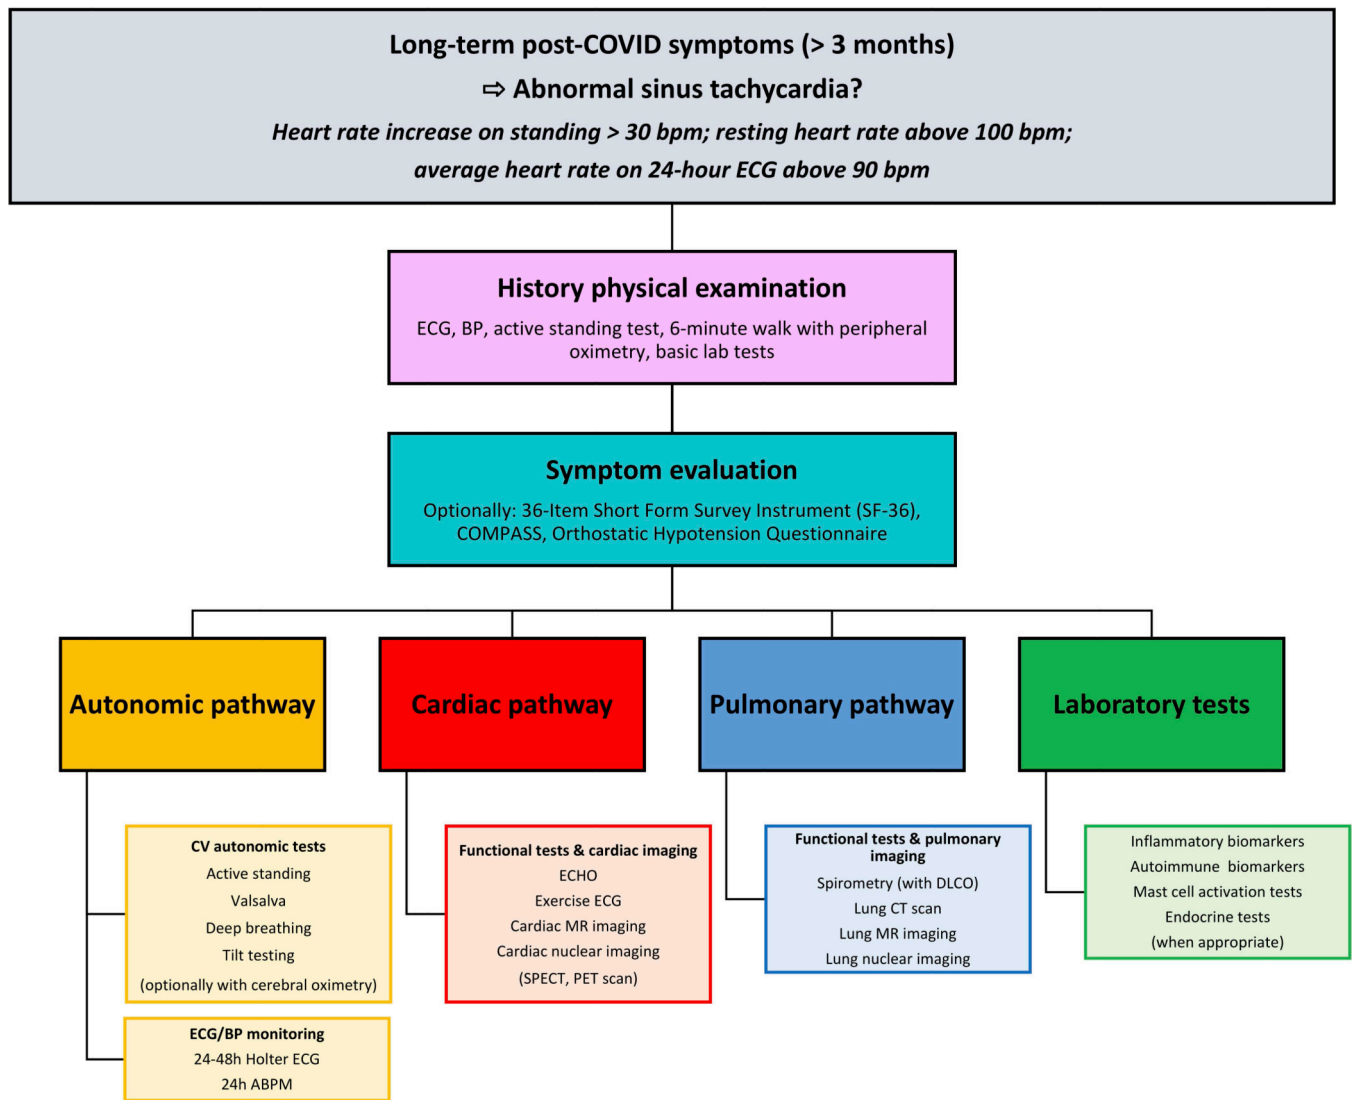 Long-term post-COVID symptoms (> 3 months)
⇨ Abnormal sinus tachycardia?
Heart rate increase on standing > 30 bpm; resting heart rate above 100 bpm;
average heart rate on 24-hour ECG above 90 bpm
History physical examination
ECG, BP, active standing test, 6-minute walk with peripheral
oximetry, basic lab tests
Symptom evaluation
Optionally: 36-Item Short Form Survey Instrument (SF-36),
COMPASS, Orthostatic Hypotension Questionnaire
Autonomic pathway
Cardiac pathway
Pulmonary pathway
Laboratory tests
CV autonomic tests
Active standing
Valsalva
Deep breathing
Tilt testing
(optionally with cerebral oximetry)
ECG/BP monitoring
24-48h Holter ECG
24h ABPM
Functional tests & cardiac imaging
ECHO
Exercise ECG
Cardiac MR imaging
Cardiac nuclear imaging
(SPECT, PET scan)
Functional tests & pulmonary
imaging
Spirometry (with DLCO)
Lung CT scan
Lung MR imaging
Lung nuclear imaging
Inflammatory biomarkers
Autoimmune biomarkers
Mast cell activation tests
Endocrine tests
(when appropriate)